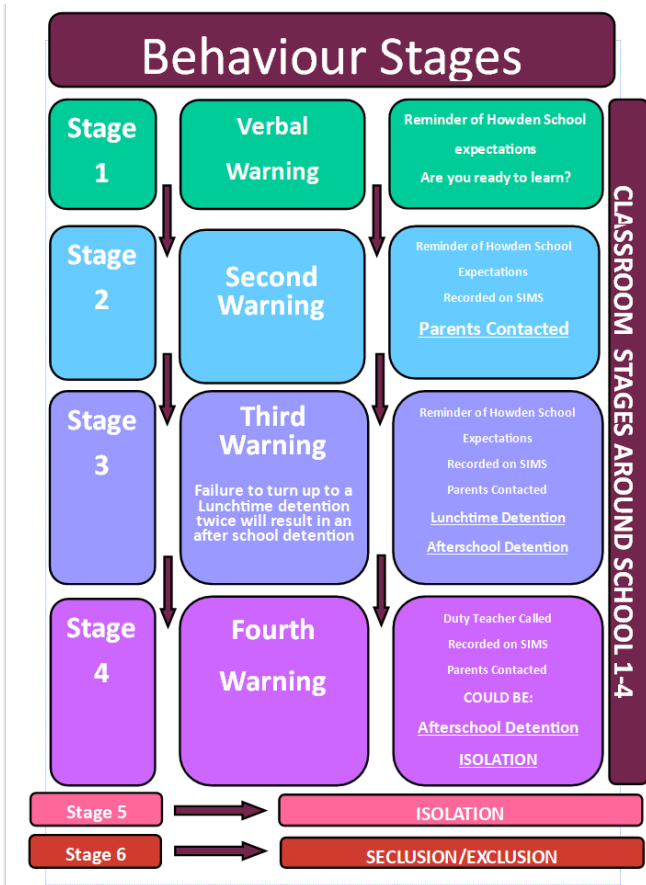 Behaviour Stages
Stage
1
Verbal
Warning
Reminder of Howden School
expectations
Are you ready to learn?
Stage
2
Second
Warning
Reminder of Howden School
Expectations
Recorded on SIMS
Parents Contacted
Stage
3
Third
Warning
Failure to turn up to a
Lunchtime detention
twice will result in an
after school detention
Reminder of Howden School
Expectations
Recorded on SIMS
Parents Contacted
Lunchtime Detention
Afterschool Detention
Stage
4
Fourth
Warning
Duty Teacher Called
Recorded on SIMS
Parents Contacted
COULD BE:
Afterschool Detention
ISOLATION
CLASSROOM STAGES AROUND SCHOOL 1-4
Stage 5
ISOLATION
Stage 6
SECLUSION/EXCLUSION